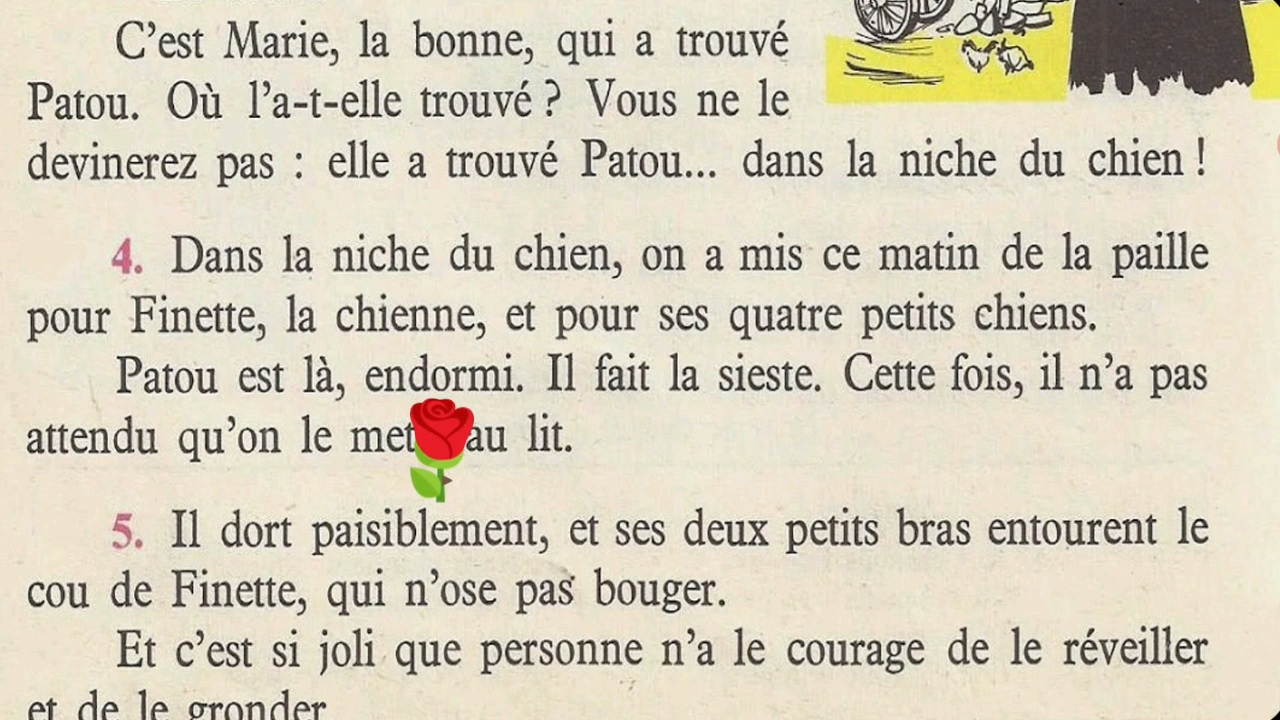 C'est Marie, la bonne, qui a trouvé
Patou. Où l'a-t-elle trouvé ? Vous ne le
devinerez pas : elle a trouvé Patou... dans la niche du chien !
4. Dans la niche du chien, on a mis ce matin de la paille
pour Finette, la chienne, et pour ses quatre petits chiens.
Patou est là, endormi. Il fait la sieste. Cette fois, il n'a pas
attendu qu'on le au lit.
5. Il dort paisiblement, et ses deux petits bras entourent le
cou de Finette, qui n'ose pas bouger.
Et c'est si joli que personne n'a le courage de le réveiller
et de le gronder